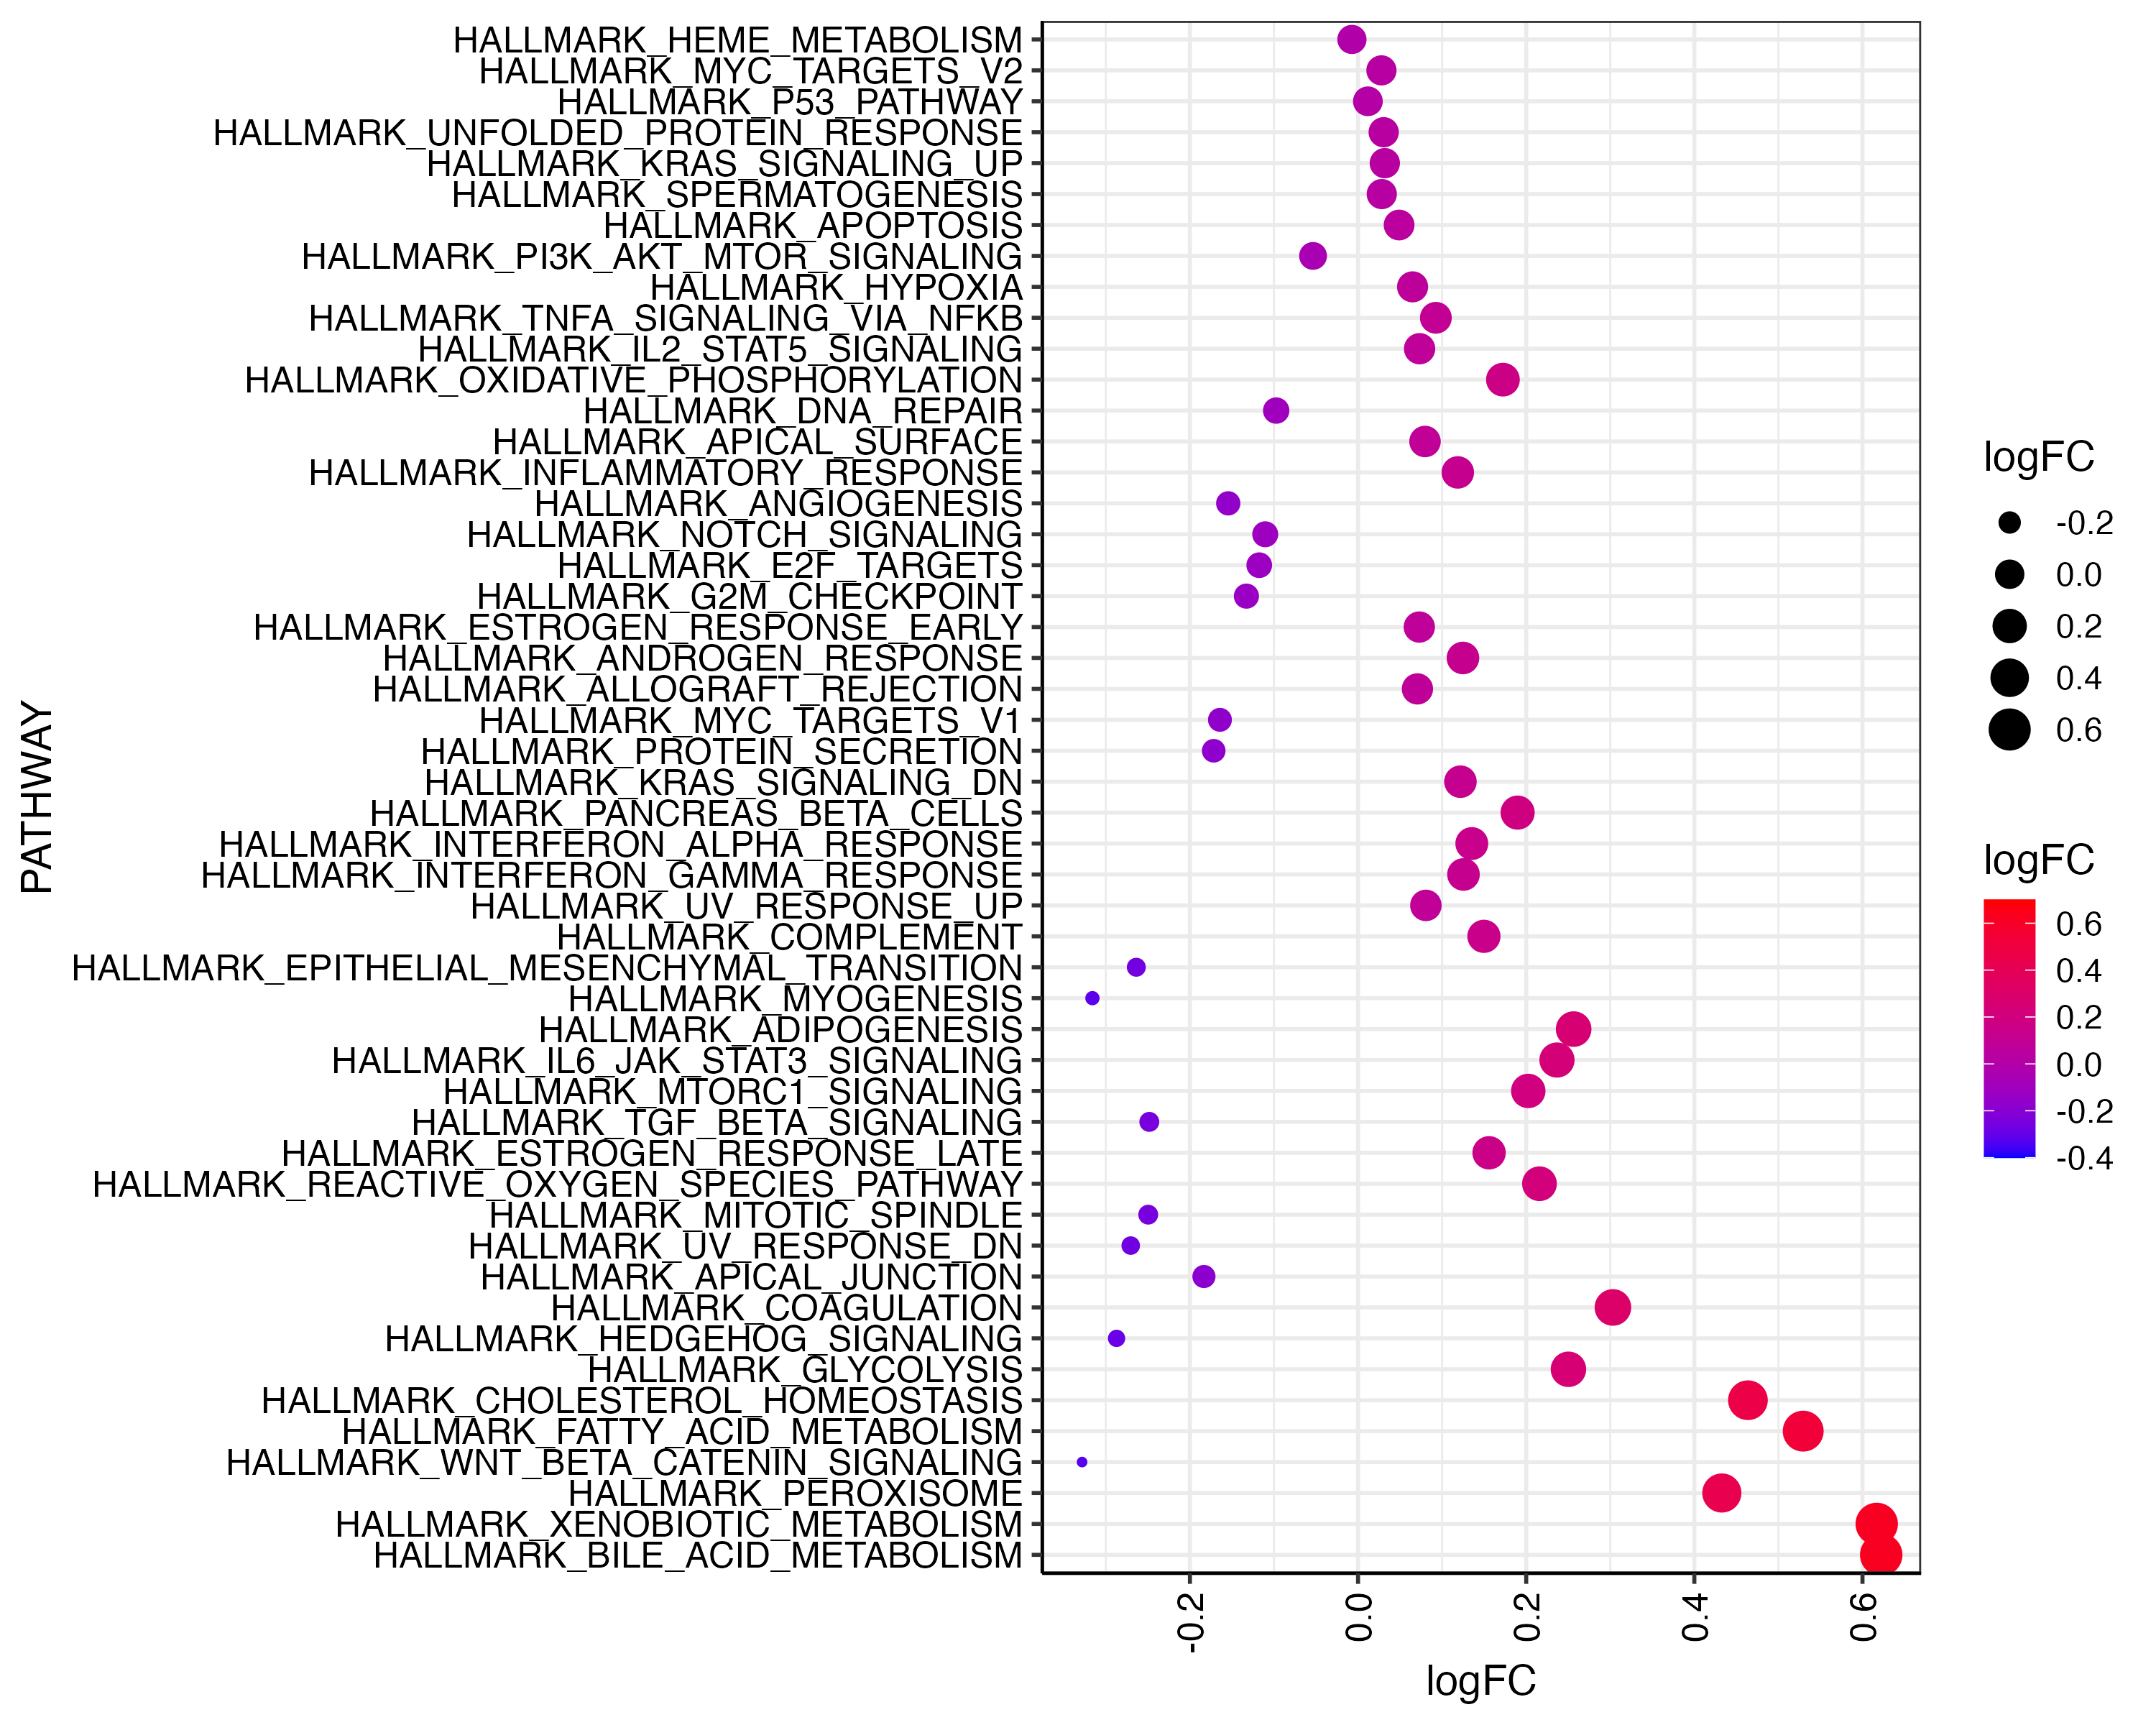 HALLMARK_HEME_METABOLISM
HALLMARK_MYC_TARGETS_V2
HALLMARK_P53_PATHWAY
HALLMARK_UNFOLDED_PROTEIN_RESPONSE
HALLMARK_KRAS_SIGNALING_UP
HALLMARK_SPERMATOGENESIS
HALLMARK_APOPTOSIS
HALLMARK_PI3K_AKT_MTOR_SIGNALING
HALLMARK_HYPOXIA
HALLMARK_TNFA_SIGNALING_VIA_NFKB
HALLMARK_IL2_STAT5_SIGNALING
HALLMARK_OXIDATIVE_PHOSPHORYLATION
HALLMARK_DNA_REPAIR
HALLMARK_APICAL_SURFACE
HALLMARK_INFLAMMATORY_RESPONSE
HALLMARK_ANGIOGENESIS
HALLMARK_NOTCH_SIGNALING
HALLMARK_E2F_TARGETS
HALLMARK_G2M_CHECKPOINT
HALLMARK_ESTROGEN_RESPONSE_EARLY
HALLMARK_ANDROGEN_RESPONSE
HALLMARK_ALLOGRAFT_REJECTION
HALLMARK_MYC_TARGETS_V1
HALLMARK_PROTEIN_SECRETION
HALLMARK_KRAS_SIGNALING_DN
HALLMARK_PANCREAS_BETA_CELLS
HALLMARK_INTERFERON_ALPHA_RESPONSE
HALLMARK_INTERFERON_GAMMA_RESPONSE
HALLMARK_UV_RESPONSE_UP
HALLMARK_COMPLEMENT
HALLMARK_EPITHELIAL_MESENCHYMAL_TRANSITION
HALLMARK_MYOGENESIS
HALLMARK_ADIPOGENESIS
HALLMARK_IL6_JAK_STAT3_SIGNALING
HALLMARK_MTORC1_SIGNALING
HALLMARK_TGF_BETA_SIGNALING
HALLMARK_ESTROGEN_RESPONSE_LATE
HALLMARK_REACTIVE_OXYGEN_SPECIES_PATHWAY
HALLMARK_MITOTIC_SPINDLE
HALLMARK_UV_RESPONSE_DN
HALLMARK_APICAL_JUNCTION
HALLMARK_COAGULATION
HALLMARK_HEDGEHOG_SIGNALING
HALLMARK_GLYCOLYSIS
HALLMARK_CHOLESTEROL_HOMEOSTASIS
HALLMARK_FATTY_ACID_METABOLISM
HALLMARK_WNT_BETA_CATENIN_SIGNALING
HALLMARK_PEROXISOME
HALLMARK_XENOBIOTIC_METABOLISM
HALLMARK_BILE_ACID_METABOLISM
PATHWAY
-0.2
0.0
0.2
0.4
0.6
logFC
logFC
-0.2
0.0
0.2
0.4
0.6
logFC
0.6
0.4
0.2
0.0
-0.2
-0.4